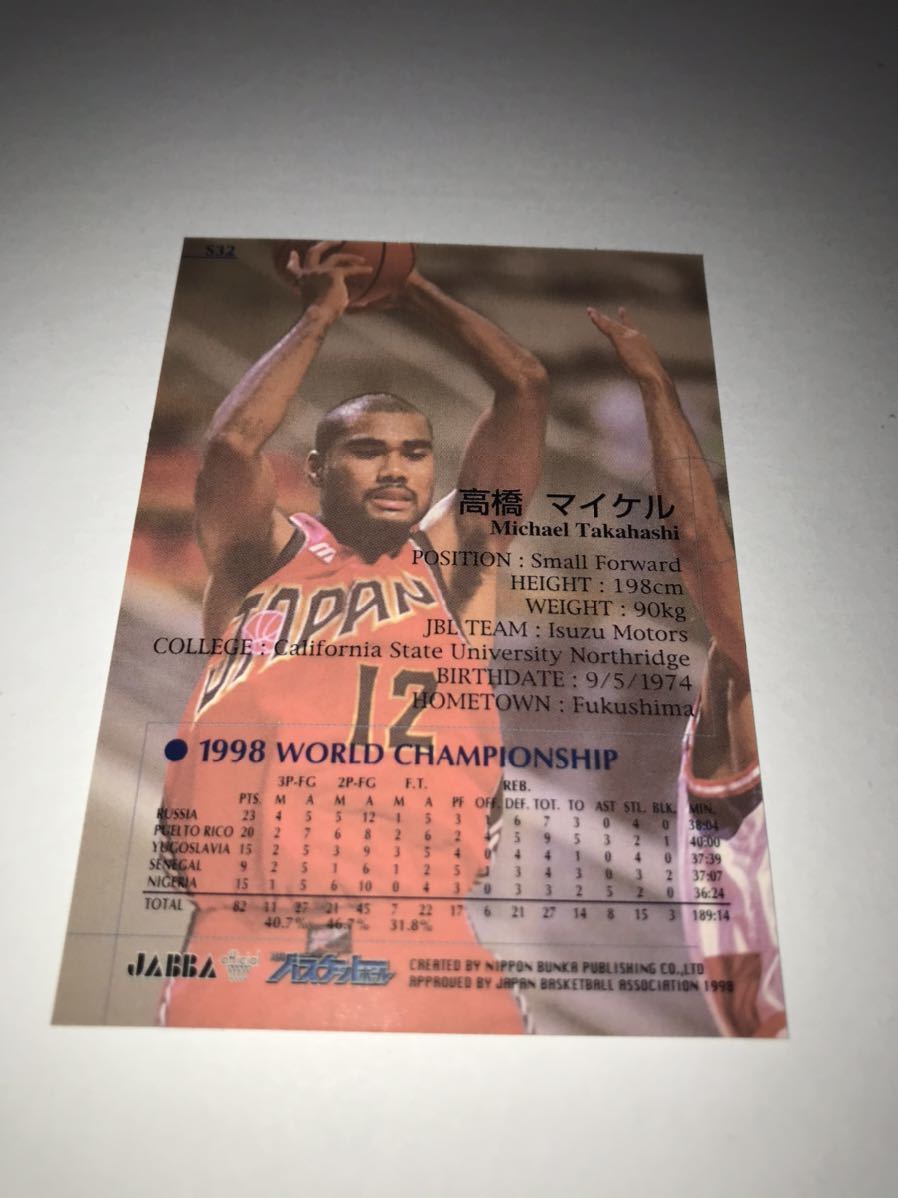 S32
高橋 マイケル
Michael Takahashi
POSITION : Small Forward
HEIGHT : 198cm
WEIGHT : 90kg
JBL TEAM : Isuzu Motors
COLLEGE : California State University Northridge
BIRTHDATE : 9/5/1974
HOMETOWN : Fukushima
JAPAN
12
● 1998 WORLD CHAMPIONSHIP
3P-FG 2P-FG F.T. REB.
PTS. M A M A M A PF OFF. DEF. TOT. TO AST STL. BLK. MIN.
RUSSIA 23 4 5 5 12 1 5 3 1 6 7 3 0 4 0 38:04
PUELTO RICO 20 2 7 6 8 2 6 2 4 5 9 5 3 2 1 40:00
YUGOSLAVIA 15 2 5 3 9 3 5 4 0 4 4 1 0 4 0 37:39
SENEGAL 9 2 5 1 6 1 2 5 1 3 4 3 0 3 2 37:07
NIGERIA 15 1 5 6 10 0 4 3 0 3 3 2 5 2 0 36:24
TOTAL 82 11 27 21 45 7 22 17 6 21 27 14 8 15 3 189:14
40.7% 46.7% 31.8%
JABBA official バスケットボール
CREATED BY NIPPON BUNKA PUBLISHING CO.,LTD
APPROVED BY JAPAN BASKETBALL ASSOCIATION 1998